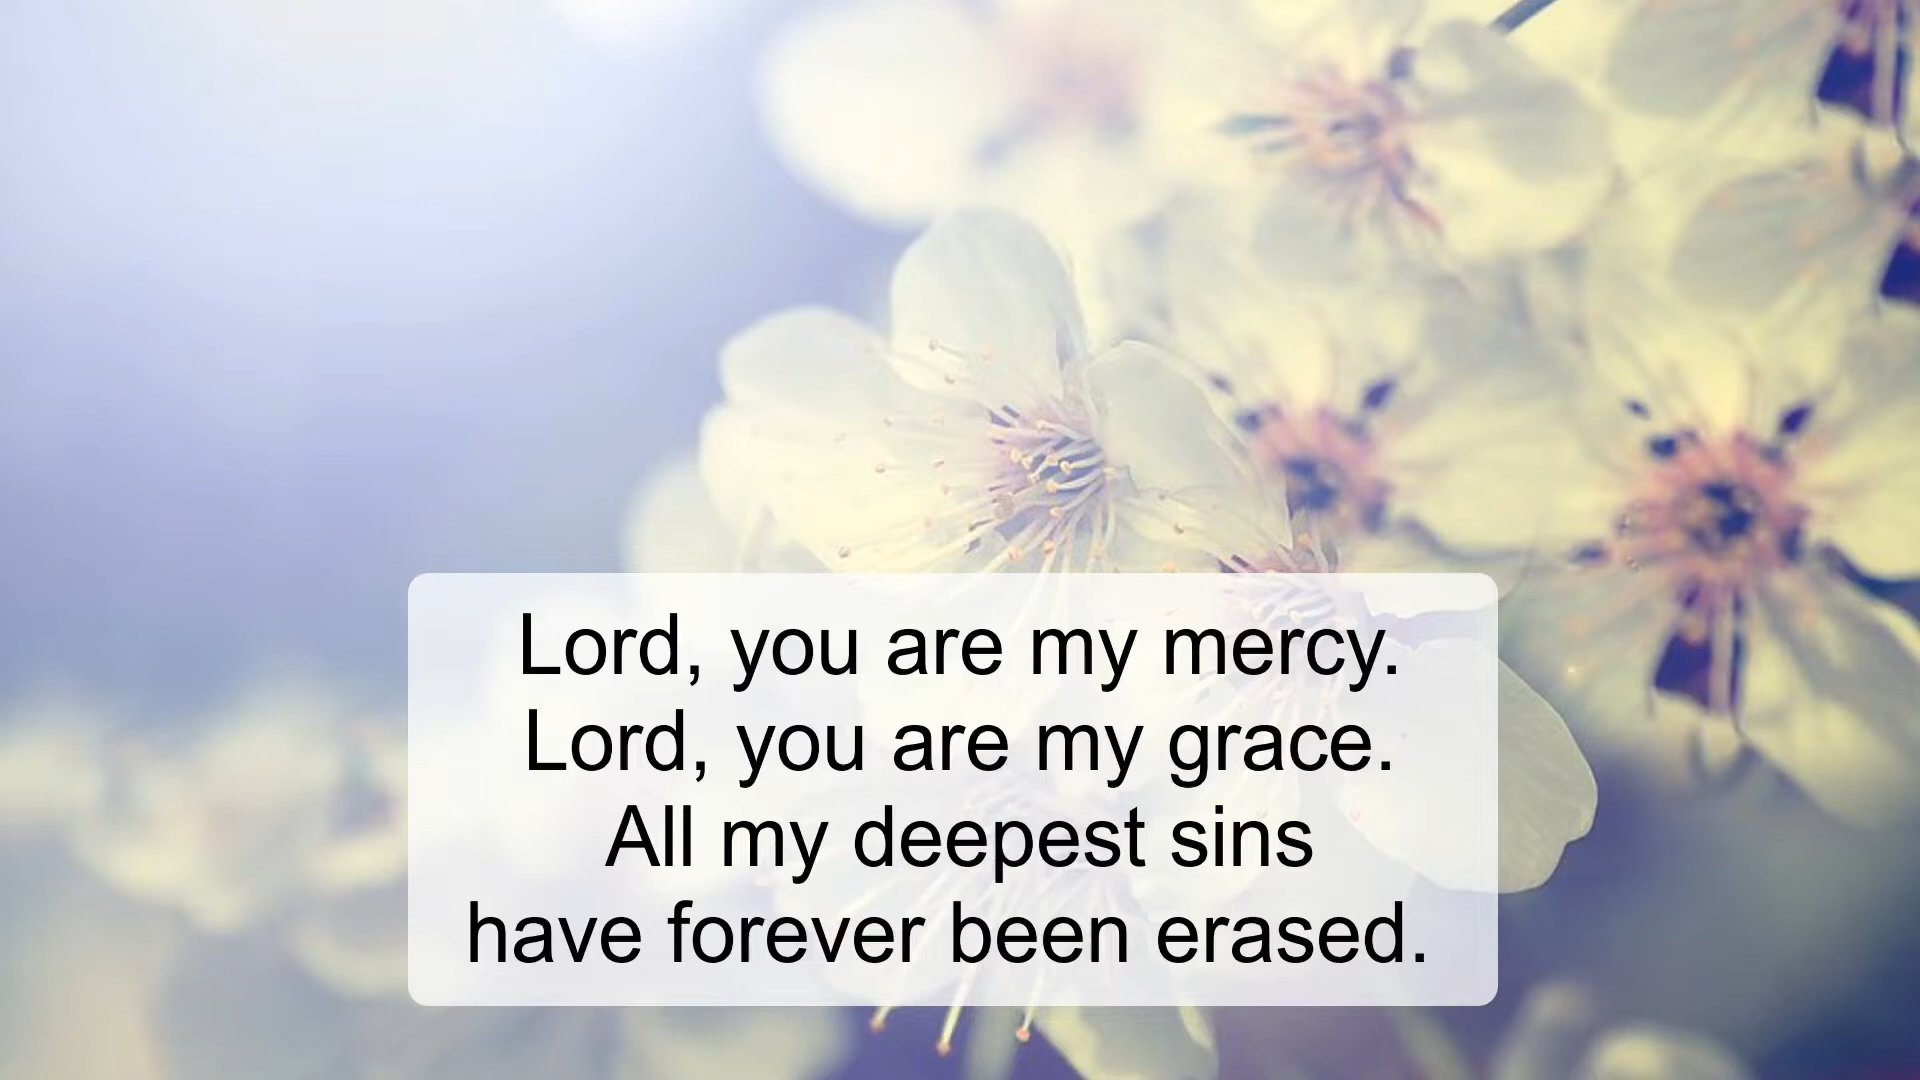 Lord, you are my mercy.
Lord, you are my grace.
All my deepest sins
have forever been erased.